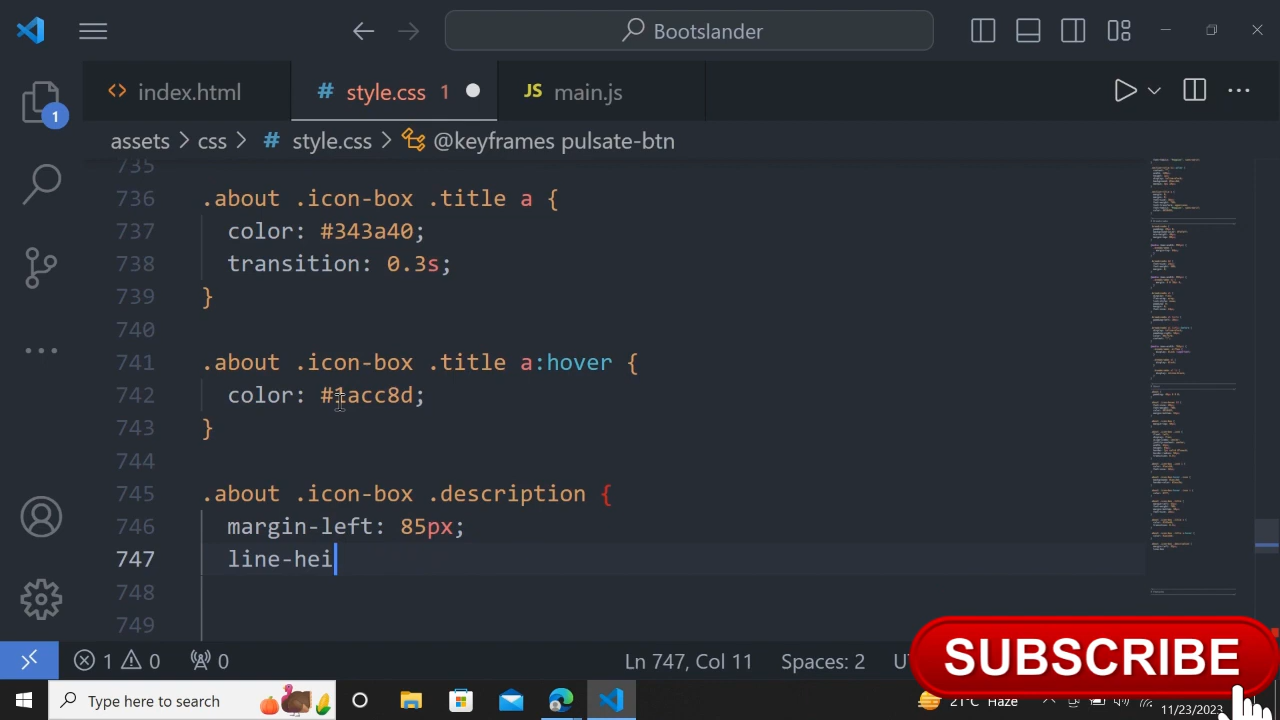 Bootslander
index.html
# style.css 1
JS main.js
1
assets > css > # style.css > @keyframes pulsate-btn
735
736 .about .icon-box .title a {
737 color: #343a40;
738 transition: 0.3s;
739 }
740
741 .about .icon-box .title a:hover {
742 color: #1acc8d;
743 }
744
745 .about .icon-box .description {
746 margin-left: 85px;
747 line-hei
748
749
1 0 0
Ln 747, Col 11 Spaces: 2 U
SUBSCRIBE
Type here to search
21°C Haze
11/23/2023